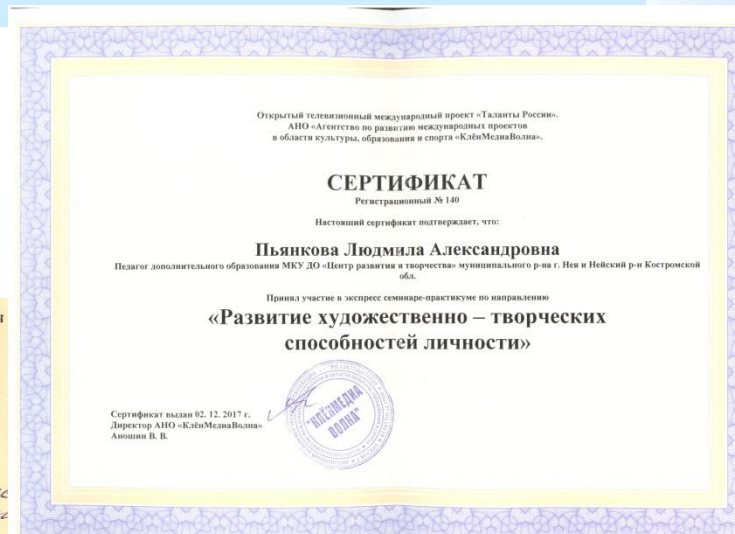 Открытый телевизионный международный проект «Таланты России».
АНО «Агентство по развитию международных проектов
в области культуры, образования и спорта «КлёнМедиаВолна».
СЕРТИФИКАТ
Регистрационный № 140
Настоящий сертификат подтверждает, что:
Пьянкова Людмила Александровна
Педагог дополнительного образования МКУ ДО «Центр развития и творчества» муниципального р-на г. Нея и Нейский р-н Костромской
обл.
Принял участие в экспресс семинаре-практикуме по направлению
«Развитие художественно – творческих
способностей личности»
Сертификат выдан 02. 12. 2017 г.
Директор АНО «КлёнМедиаВолна»
Аношин В. В.
"КЛЁНМЕДИА
ВОЛНА"